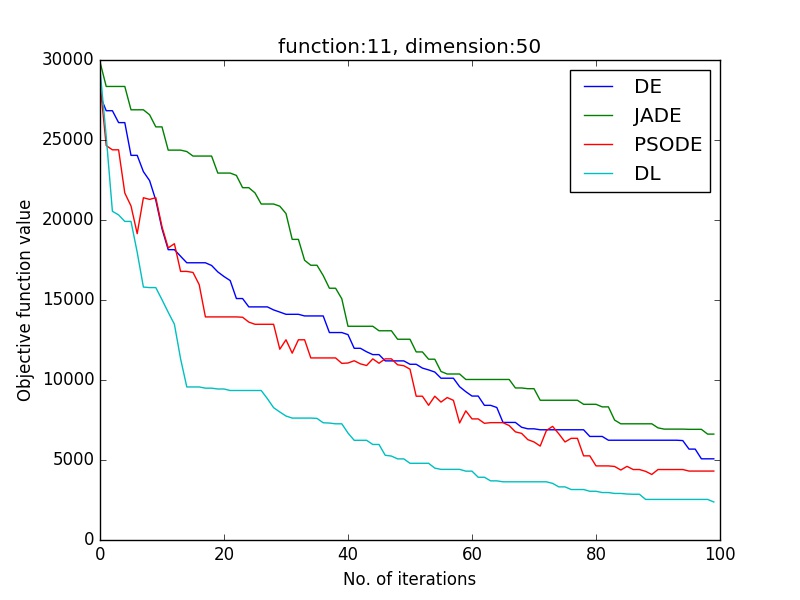 function:11, dimension:50
30000
25000
20000
15000
10000
5000
0
Objective function value
DE
JADE
PSODE
DL
0 20 40 60 80 100
No. of iterations